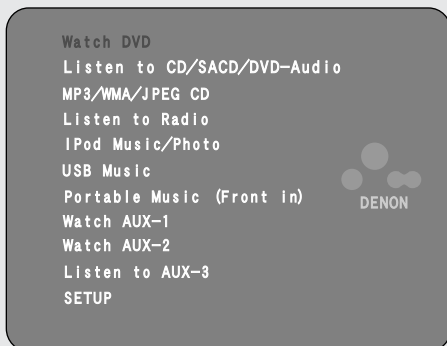 Watch DVD
Listen to CD/SACD/DVD-Audio
MP3/WMA/JPEG CD
Listen to Radio
IPod Music/Photo
USB Music
Portable Music (Front in)
DENON
Watch AUX-1
Watch AUX-2
Listen to AUX-3
SETUP